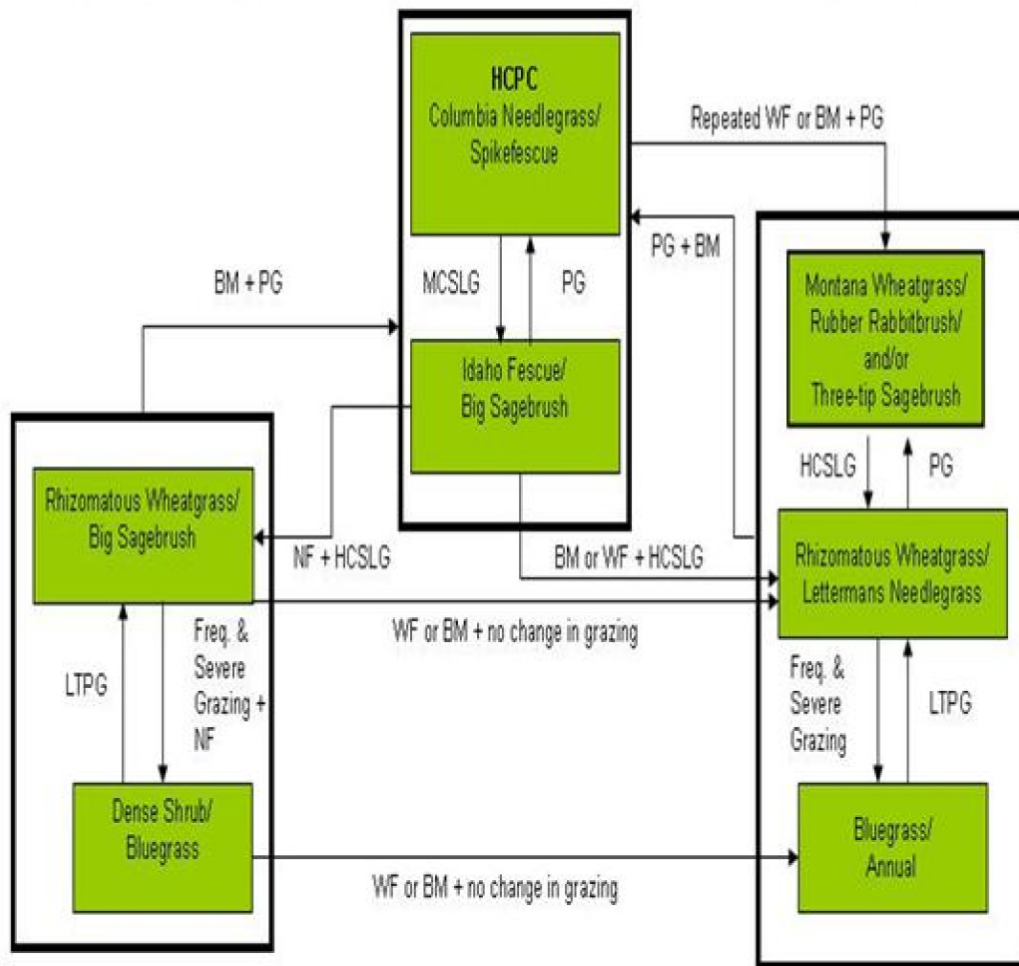 HCPC
Columbia Needlegrass/
Spikefescue
Repeated WF or BM + PG
BM + PG
MCSLG
PG
PG + BM
Montana Wheatgrass/
Rubber Rabbitbrush/
and/or
Three-tip Sagebrush
Idaho Fescue/
Big Sagebrush
HCSLG
PG
Rhizomatous Wheatgrass/
Big Sagebrush
NF + HCSLG
BM or WF + HCSLG
Rhizomatous Wheatgrass/
Lettermans Needlegrass
WF or BM + no change in grazing
LTPG
Freq. &
Severe
Grazing +
NF
Freq. &
Severe
Grazing
LTPG
Dense Shrub/
Bluegrass
Bluegrass/
Annual
WF or BM + no change in grazing